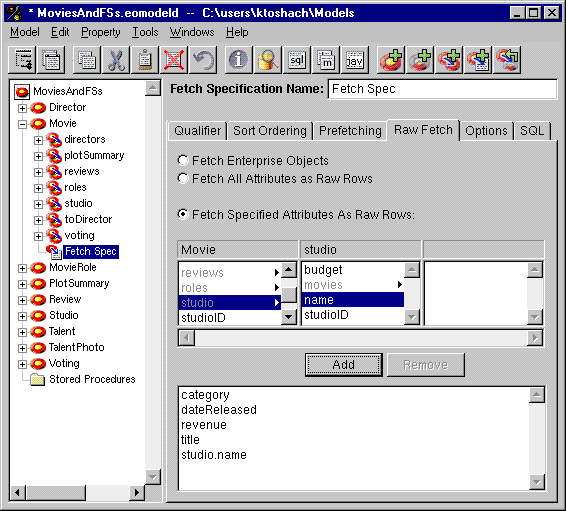 * MoviesAndFSs.eomodeld -- C:\users\ktoshach\Models
Model Edit Property Tools Windows Help
sql m jav
MoviesAndFSs
Director
Movie
directors
plotSummary
reviews
roles
studio
toDirector
voting
Fetch Spec
MovieRole
PlotSummary
Review
Studio
Talent
TalentPhoto
Voting
Stored Procedures
Fetch Specification Name: Fetch Spec
Qualifier Sort Ordering Prefetching Raw Fetch Options SQL
Fetch Enterprise Objects
Fetch All Attributes as Raw Rows
Fetch Specified Attributes As Raw Rows:
Movie studio
reviews budget
roles movies
studio name
studioID studioID
Add Remove
category
dateReleased
revenue
title
studio.name